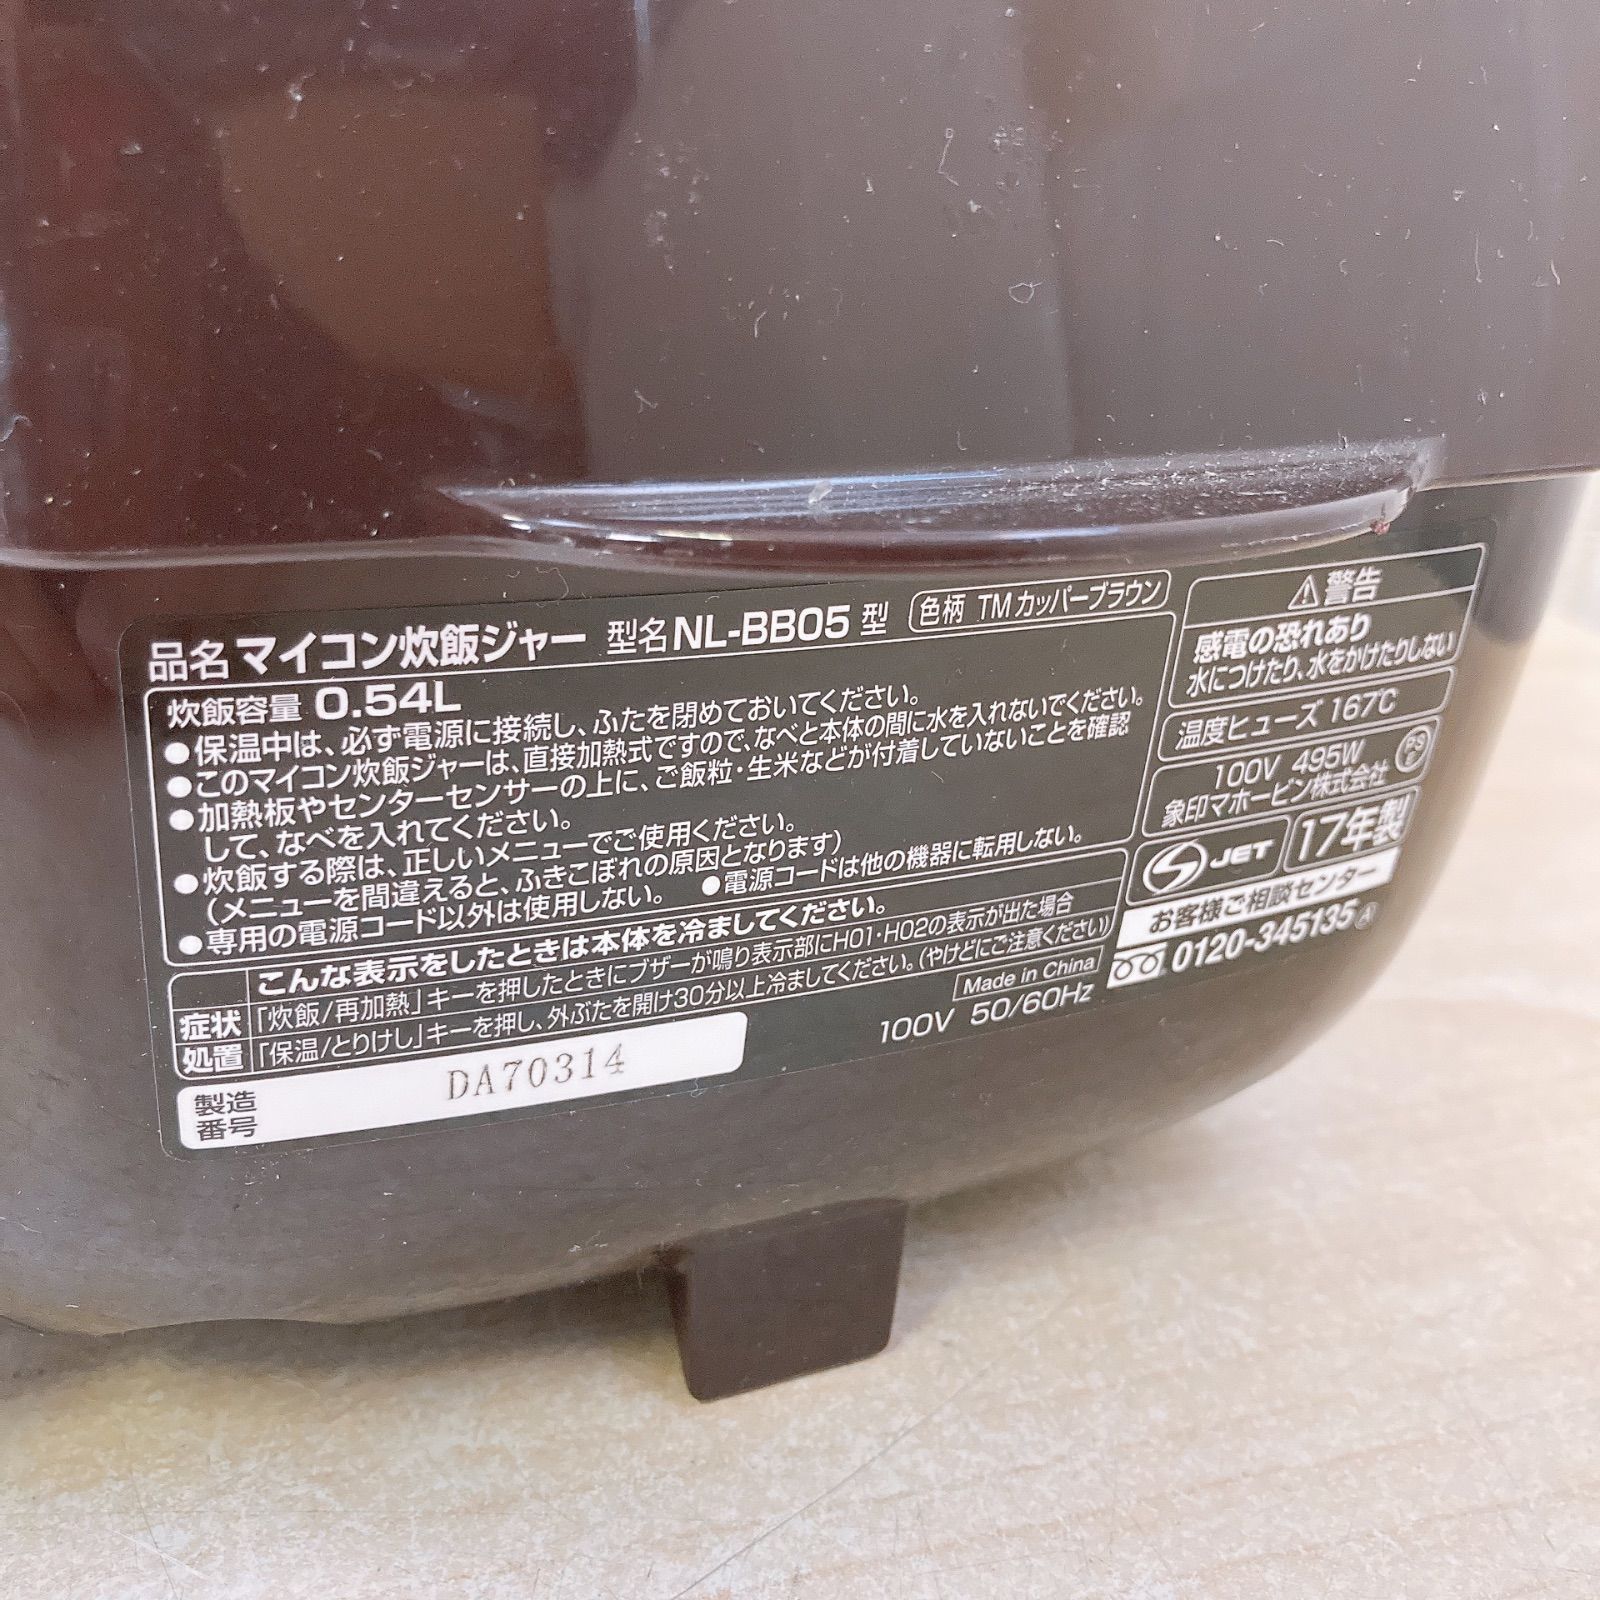 品名 マイコン炊飯ジャー 型名 NL-BB05 型 色柄 TM カッパーブラウン
炊飯容量 0.54L
●保温中は、必ず電源に接続し、ふたを閉めておいてください。
●このマイコン炊飯ジャーは、直接加熱式ですので、なべと本体の間に水を入れないでください。
●加熱板やセンターセンサーの上に、ご飯粒・生米などが付着していないことを確認
して、なべを入れてください。
●炊飯する際は、正しいメニューでご使用ください。
(メニューを間違えると、ふきこぼれの原因となります)
●専用の電源コード以外は使用しない。 ●電源コードは他の機器に転用しない。
こんな表示をしたときは本体を冷ましてください。
症状 「炊飯/再加熱」キーを押したときにブザーが鳴り表示部にH01・H02の表示が出た場合
処置 「保温/とりけし」キーを押し、外ぶたを開け30分以上冷ましてください。(やけどにご注意ください)
製造
番号
DA70314
Made in China
100V 50/60Hz
⚠警告
感電の恐れあり
水につけたり、水をかけたりしない
温度ヒューズ 167℃
100V 495W
象印マホービン株式会社
PS
E
S JET 17年製
お客様ご相談センター
0120-345135 Ⓐ